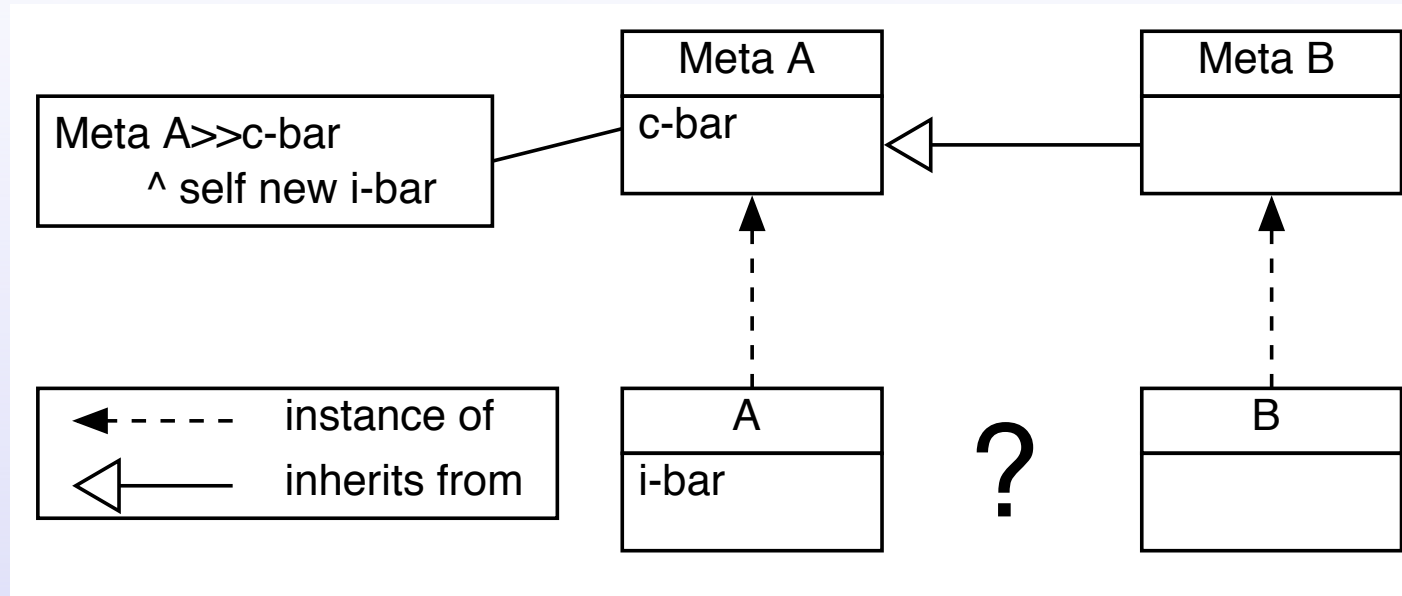 Meta A
Meta B
Meta A>>c-bar
^ self new i-bar
c-bar
instance of
inherits from
A
i-bar
?
B